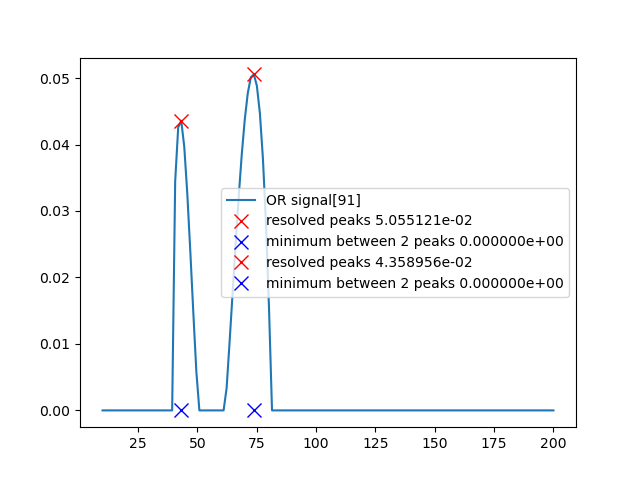 0.05
0.04
0.03
0.02
0.01
0.00
OR signal[91]
resolved peaks 5.055121e-02
minimum between 2 peaks 0.000000e+00
resolved peaks 4.358956e-02
minimum between 2 peaks 0.000000e+00
25 50 75 100 125 150 175 200